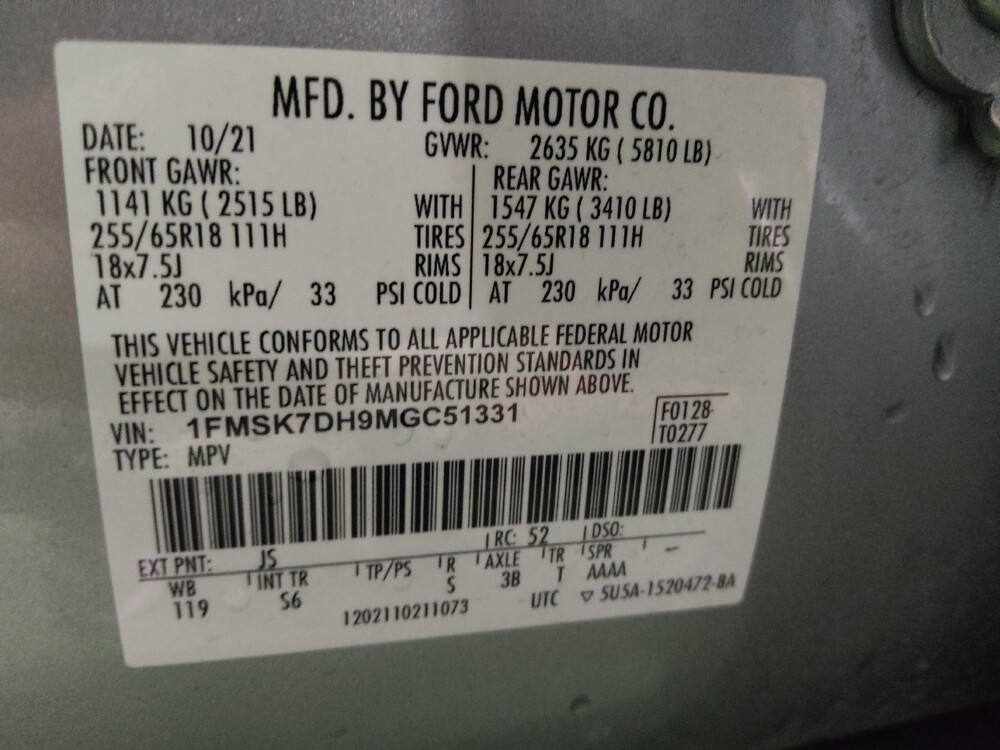 MFD. BY FORD MOTOR CO.
DATE: 10/21 GVWR: 2635 KG ( 5810 LB)
FRONT GAWR: REAR GAWR:
1141 KG ( 2515 LB) WITH 1547 KG ( 3410 LB) WITH
255/65R18 111H TIRES 255/65R18 111H TIRES
18x7.5J RIMS 18x7.5J RIMS
AT 230 kPa/ 33 PSI COLD AT 230 kPa/ 33 PSI COLD
THIS VEHICLE CONFORMS TO ALL APPLICABLE FEDERAL MOTOR
VEHICLE SAFETY AND THEFT PREVENTION STANDARDS IN
EFFECT ON THE DATE OF MANUFACTURE SHOWN ABOVE.
VIN: 1FMSK7DH9MGC51331 F0128-
TYPE: MPV T0277
EXT PNT: JS RC: 52 DSO:
WB INT TR TP/PS R AXLE TR SPR –
119 S6 S 3B T AAAA
1202110211073 UTC ▽ 5U5A-1520472-BA